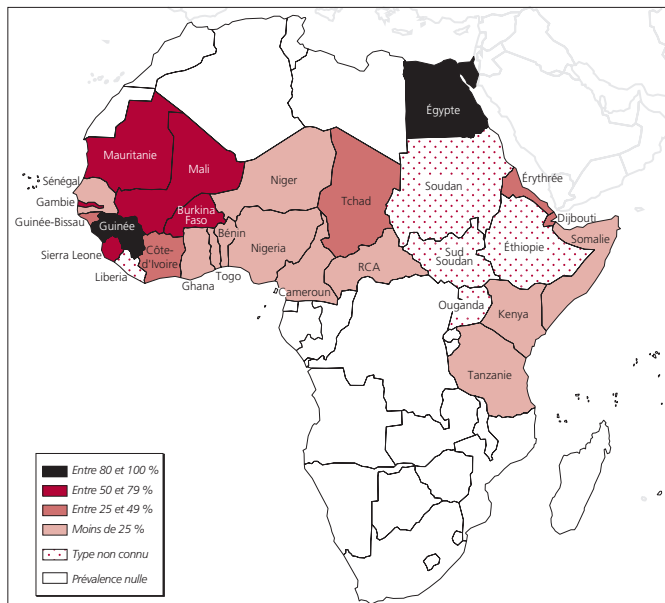 Égypte
Mauritanie
Mali
Niger
Tchad
Soudan
Érythrée
Sénégal
Gambie
Guinée-Bissau
Guinée
Burkina
Faso
Bénin
Nigeria
Djibouti
Somalie
Éthiopie
Sud
Soudan
Sierra Leone
Liberia
Côte-
d'Ivoire
Ghana
Togo
Cameroun
RCA
Ouganda
Kenya
Tanzanie
Entre 80 et 100 %
Entre 50 et 79 %
Entre 25 et 49 %
Moins de 25 %
Type non connu
Prévalence nulle